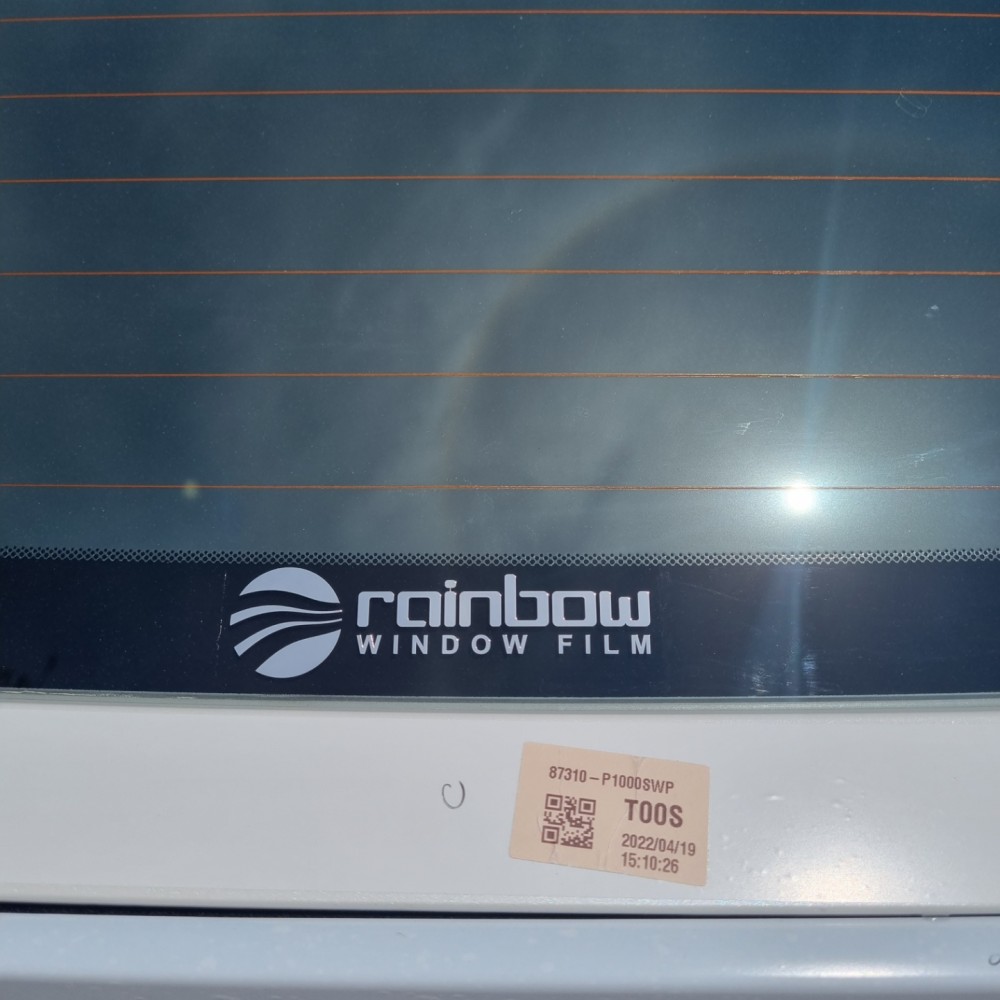 rainbow
WINDOW FILM
87310-P1000SWP
T00S
2022/04/19
15:10:26